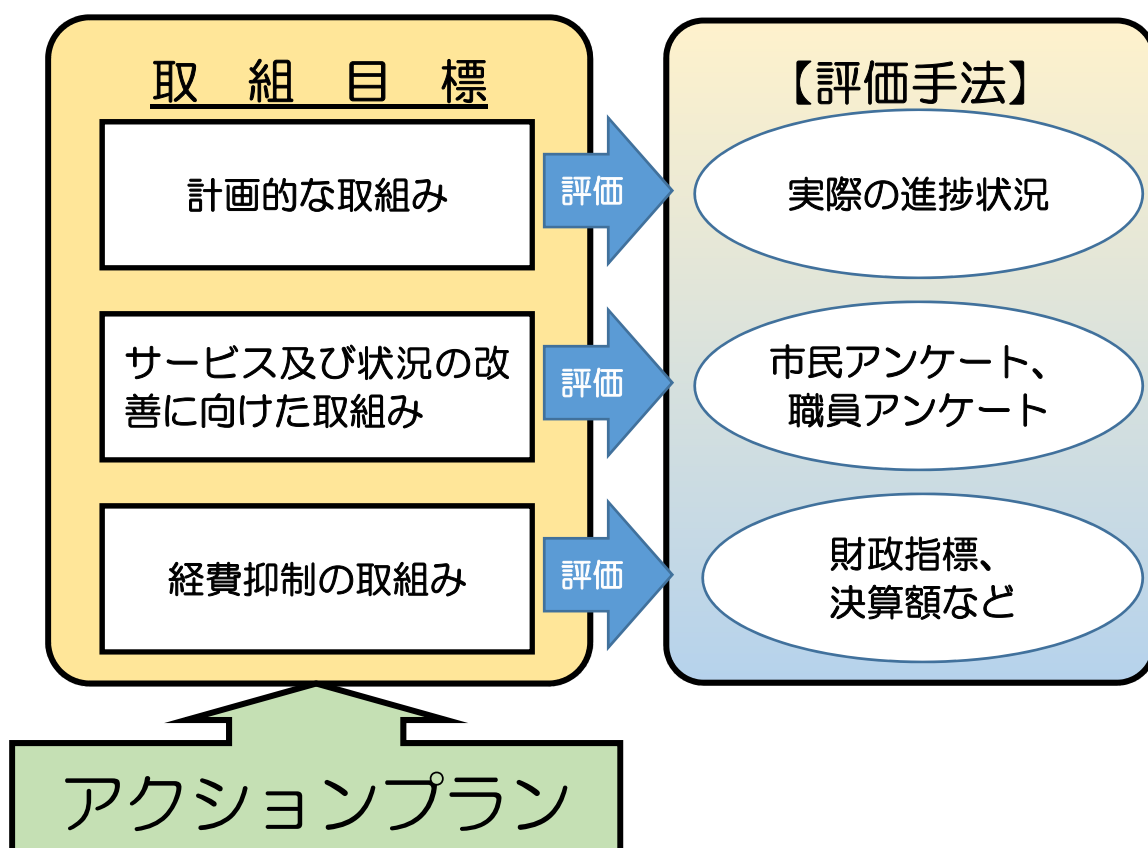 取　組　目　標
計画的な取組み
サービス及び状況の改
善に向けた取組み
経費抑制の取組み
評価
評価
評価
【評価手法】
実際の進捗状況
市民アンケート、
職員アンケート
財政指標、
決算額など
アクションプラン